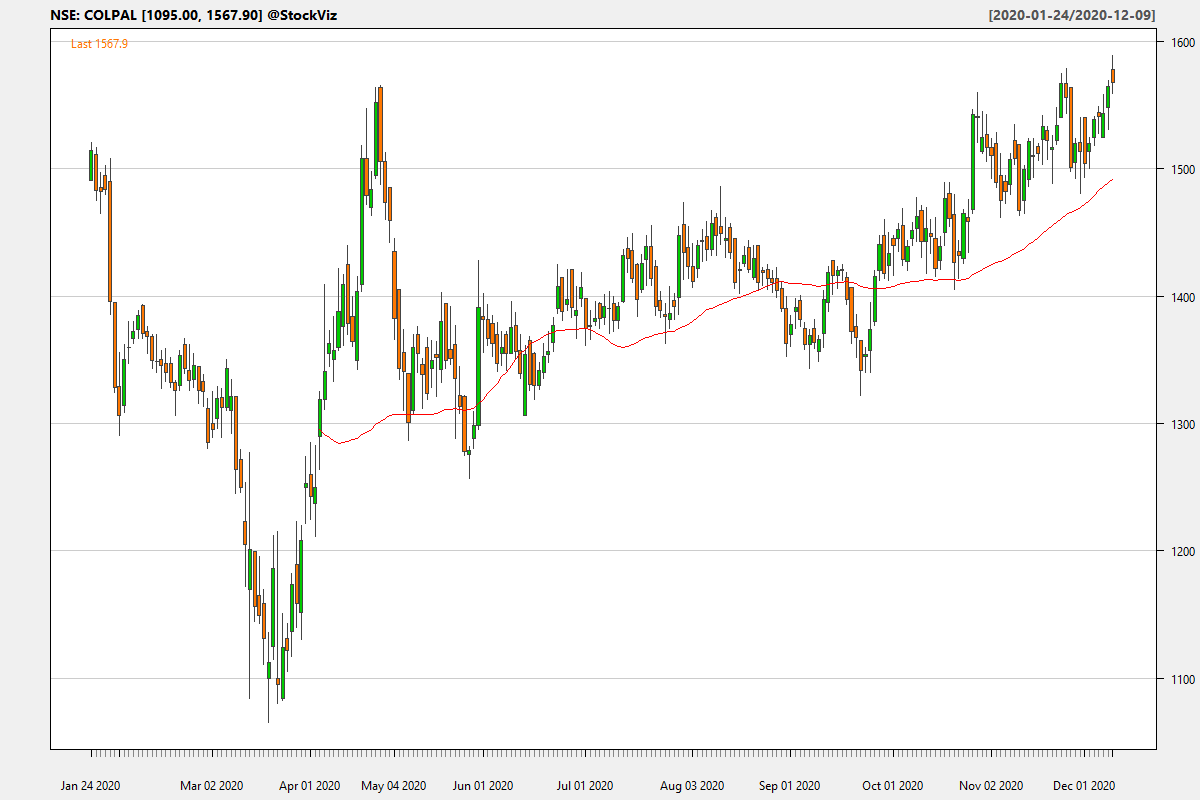 NSE: COLPAL [1095.00, 1567.90] @StockViz [2020-01-24/2020-12-09]
Last 1567.9
1600
1500
1400
1300
1200
1100
Jan 24 2020 Mar 02 2020 Apr 01 2020 May 04 2020 Jun 01 2020 Jul 01 2020 Aug 03 2020 Sep 01 2020 Oct 01 2020 Nov 02 2020 Dec 01 2020